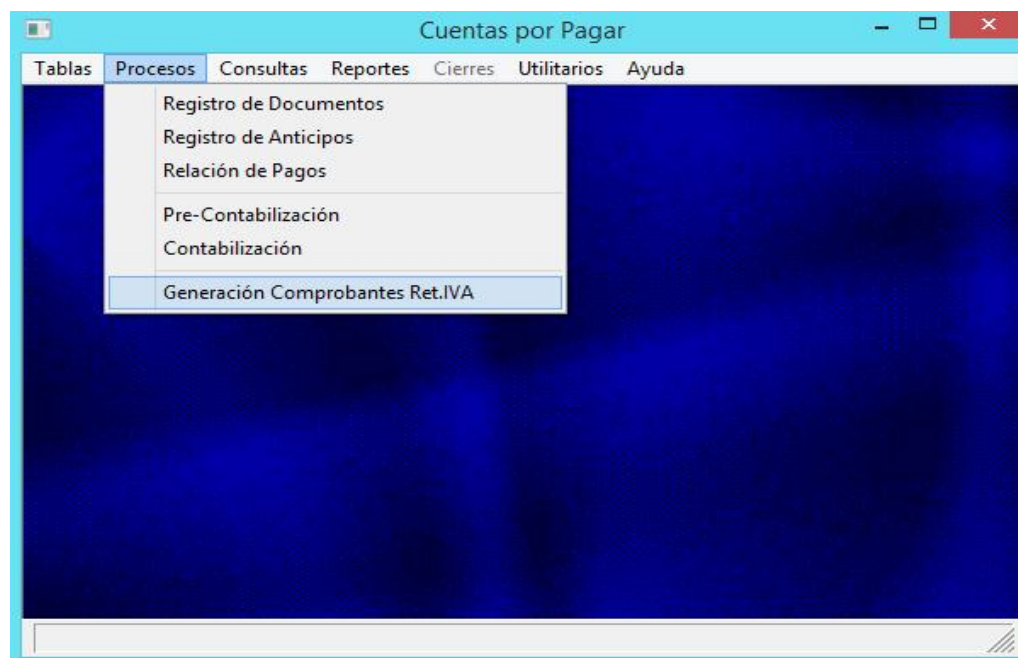 Cuentas por Pagar
Tablas Procesos Consultas Reportes Cierres Utilitarios Ayuda
Registro de Documentos
Registro de Anticipos
Relación de Pagos
Pre-Contabilización
Contabilización
Generación Comprobantes Ret.IVA